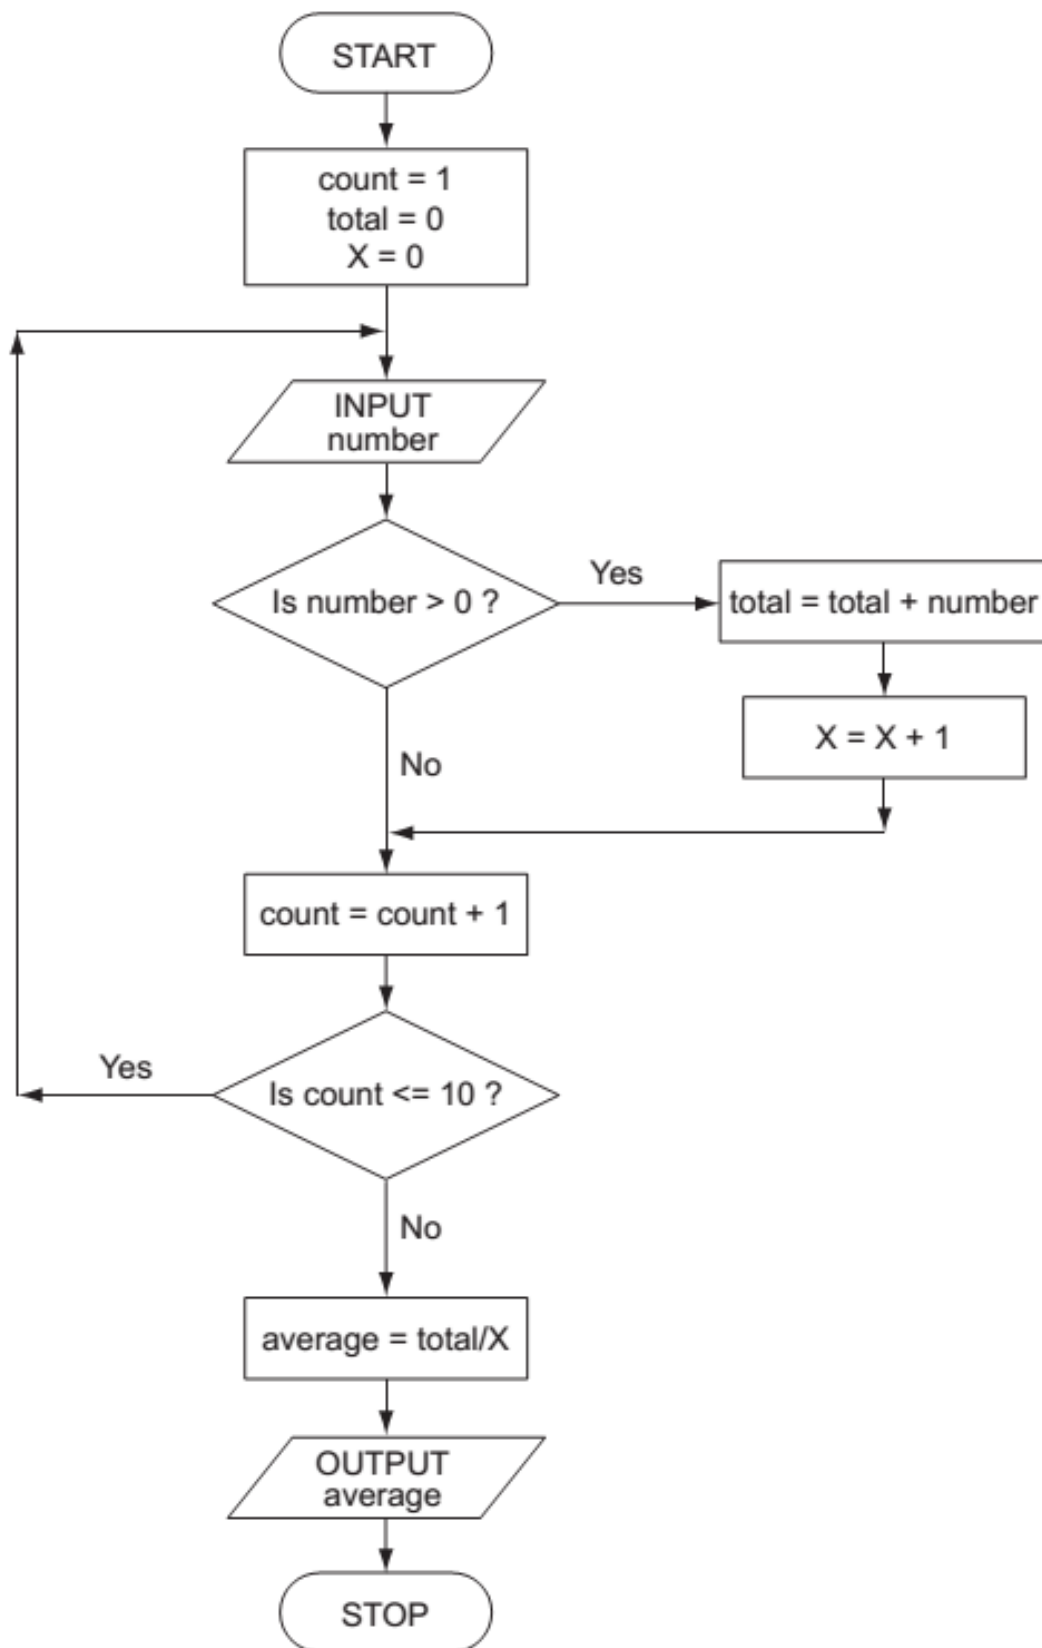 START
count = 1
total = 0
X = 0
INPUT
number
Is number > 0 ?
Yes
total = total + number
X = X + 1
No
count = count + 1
Is count <= 10 ?
Yes
No
average = total/X
OUTPUT
average
STOP